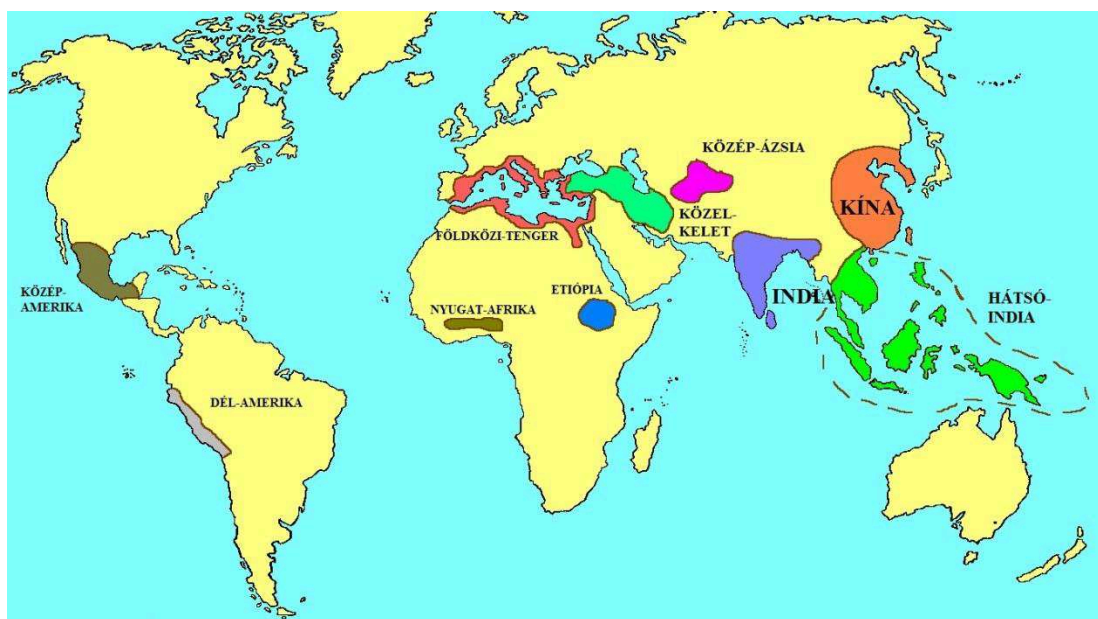 KÖZÉP-ÁZSIA
KÍNA
KÖZEL-
KELET
FÖLDKÖZI-TENGER
KÖZÉP-
AMERIKA
ETIÓPIA
INDIA
HÁTSÓ-
INDIA
NYUGAT-AFRIKA
DÉL-AMERIKA